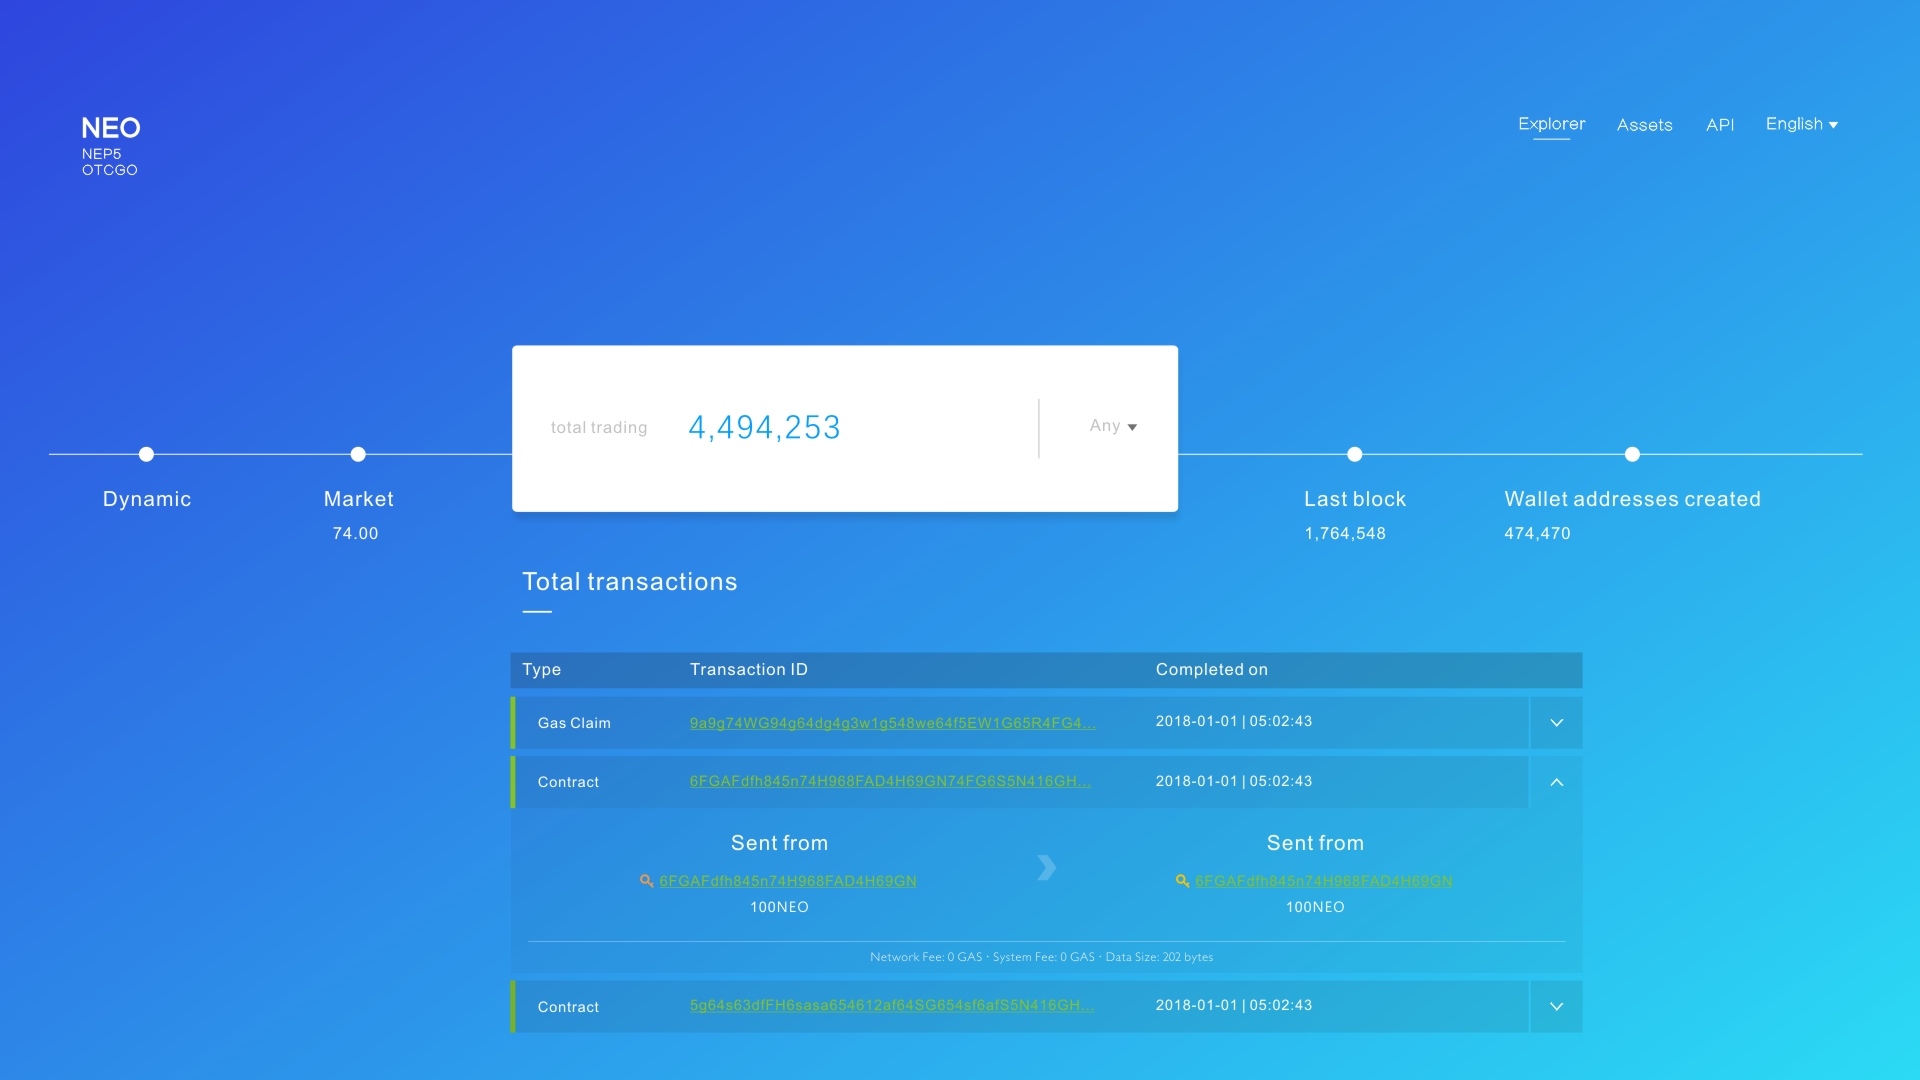 NEO
NEP5
OTCGO
Explorer Assets API English
total trading 4,494,253 Any
Dynamic
Market
74.00
Last block
1,764,548
Wallet addresses created
474,470
Total transactions
Type Transaction ID Completed on
Gas Claim 9a9g74WG94g64dg4g3w1g548we64f5EW1G65R4FG4... 2018-01-01 | 05:02:43
Contract 6FGAFdfh845n74H968FAD4H69GN74FG6S5N416GH... 2018-01-01 | 05:02:43
Sent from Sent from
6FGAFdfh845n74H968FAD4H69GN 6FGAFdfh845n74H968FAD4H69GN
100NEO 100NEO
Network Fee: 0 GAS · System Fee: 0 GAS · Data Size: 202 bytes
Contract 5g64s63dfFH6sasa654612af64SG654sf6afS5N416GH... 2018-01-01 | 05:02:43